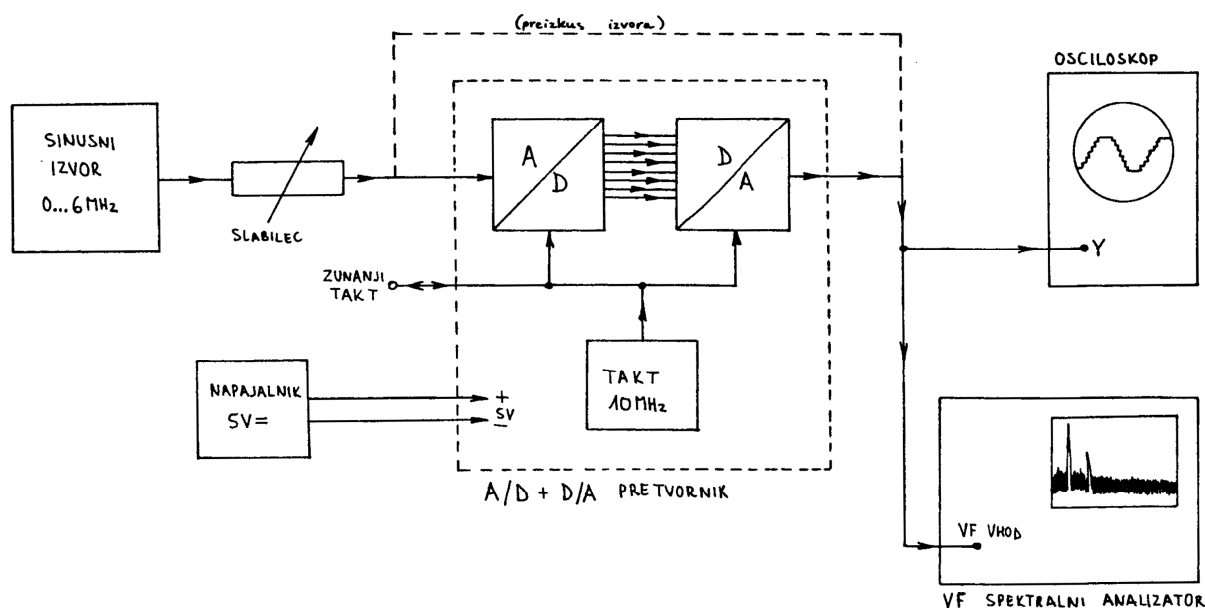 (preizkus izvora)
OSCILOSKOP
SINUSNI
IZVOR
0...6MHz
SLABILEC
A
D
D
A
Y
ZUNANJI
TAKT
NAPAJALNIK
5V=
+
5V
−
TAKT
10MHz
A/D + D/A PRETVORNIK
VF VHOD
VF SPEKTRALNI ANALIZATOR